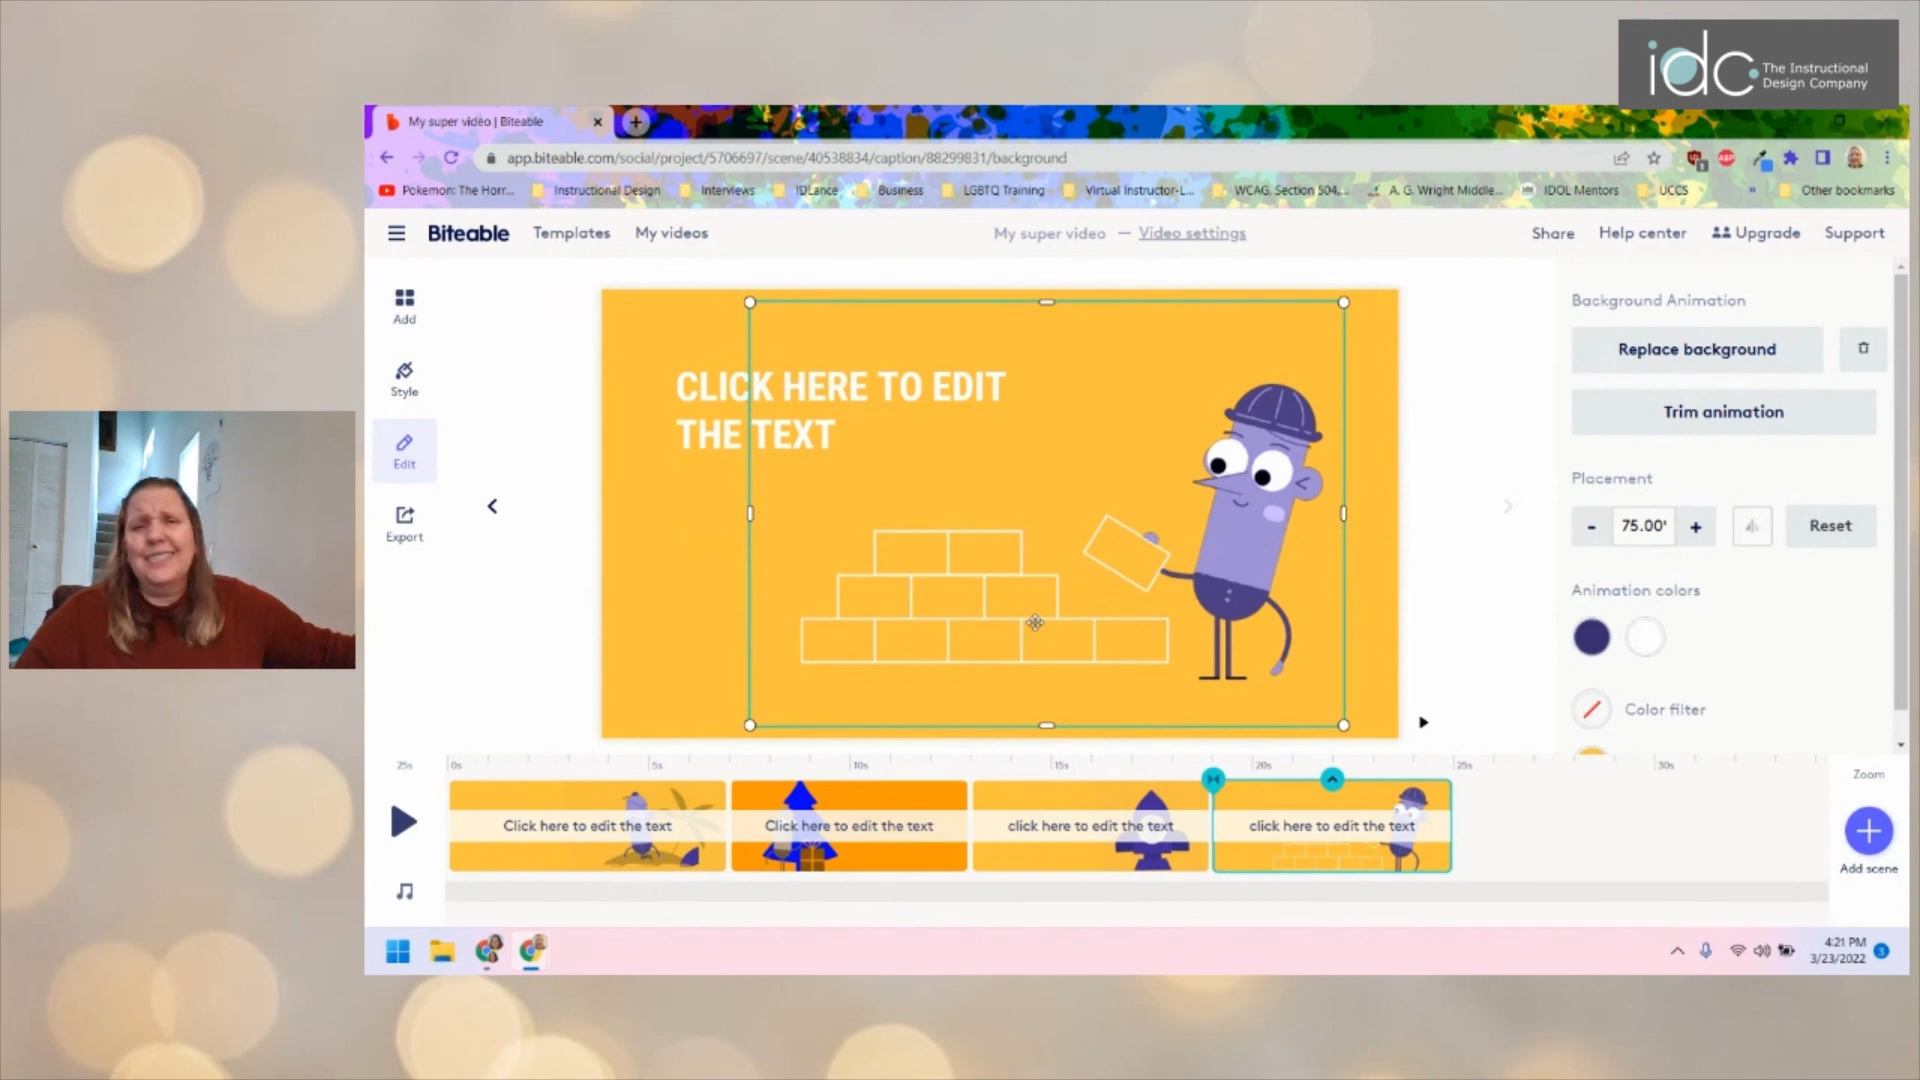 idc The Instructional
Design Company
My super video | Biteable
app.biteable.com/social/project/5706697/scene/40538834/caption/88299831/background
Pokemon: The Horr... Instructional Design Interviews IDLance Business LGBTQ Training Virtual Instructor-L... WCAG, Section 504,... A. G. Wright Middle... IDOL Mentors UCCS » Other bookmarks
Biteable Templates My videos My super video — Video settings Share Help center Upgrade Support
Add
Style
Edit
Export
CLICK HERE TO EDIT
THE TEXT
Background Animation
Replace background
Trim animation
Placement
- 75.00% + Reset
Animation colors
Color filter
25s 0s 5s 10s 15s 20s 25s 30s
Zoom
Click here to edit the text Click here to edit the text click here to edit the text click here to edit the text
Add scene
4:21 PM
3/23/2022 3